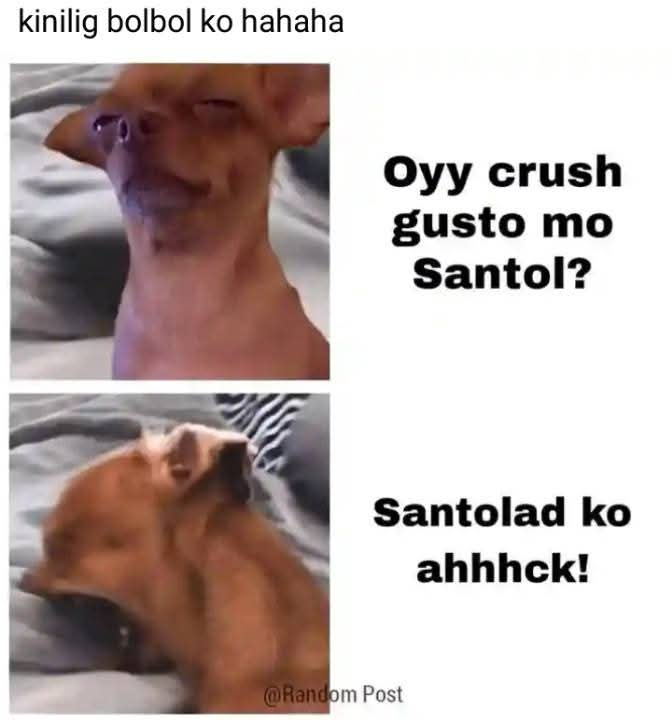 kinilig bolbol ko hahaha
Oyy crush
gusto mo
Santol?
Santolad ko
ahhhck!
@Random Post